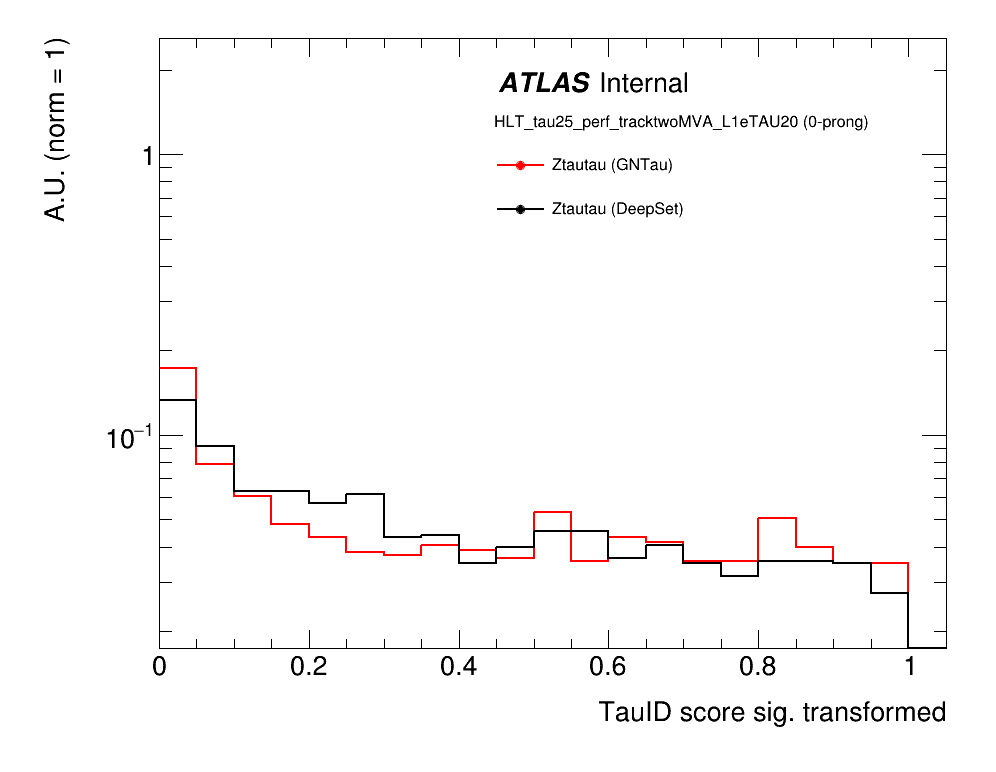 A.U. (norm = 1)
ATLAS Internal
HLT_tau25_perf_tracktwoMVA_L1eTAU20 (0-prong)
Ztautau (GNTau)
Ztautau (DeepSet)
1
10⁻¹
0 0.2 0.4 0.6 0.8 1
TauID score sig. transformed